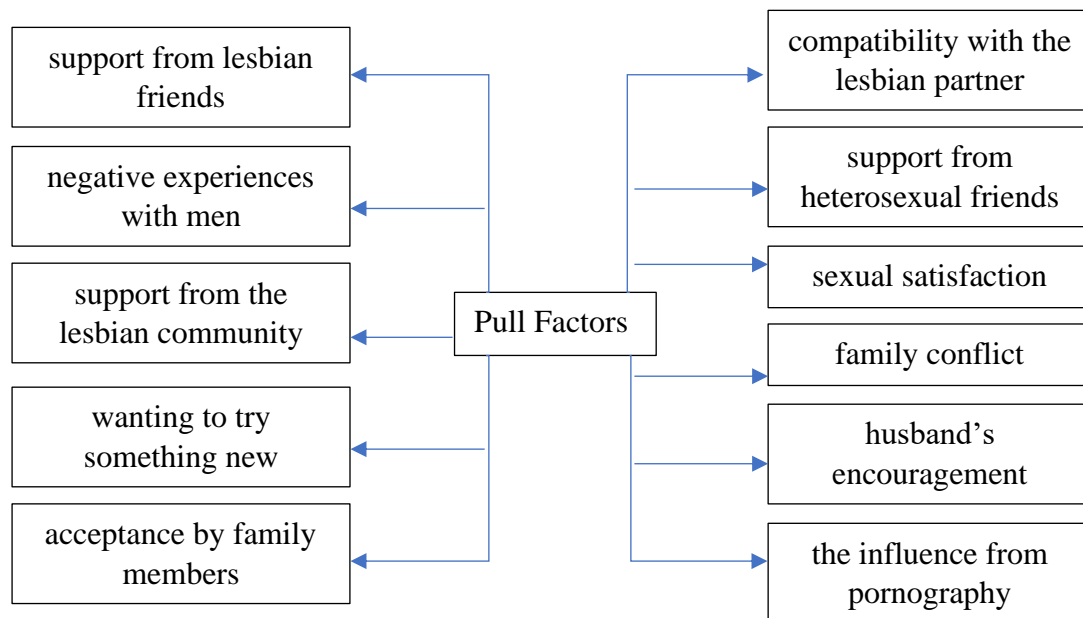 support from lesbian
friends
negative experiences
with men
support from the
lesbian community
wanting to try
something new
acceptance by family
members
Pull Factors
compatibility with the
lesbian partner
support from
heterosexual friends
sexual satisfaction
family conflict
husband’s
encouragement
the influence from
pornography